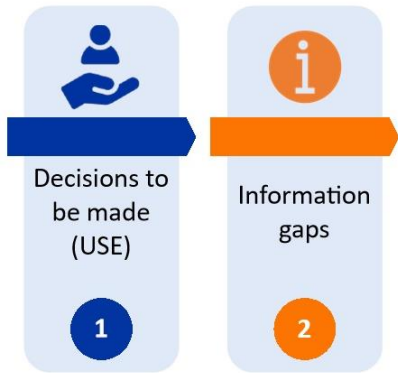 Decisions to
be made
(USE)
1
i
Information
gaps
2